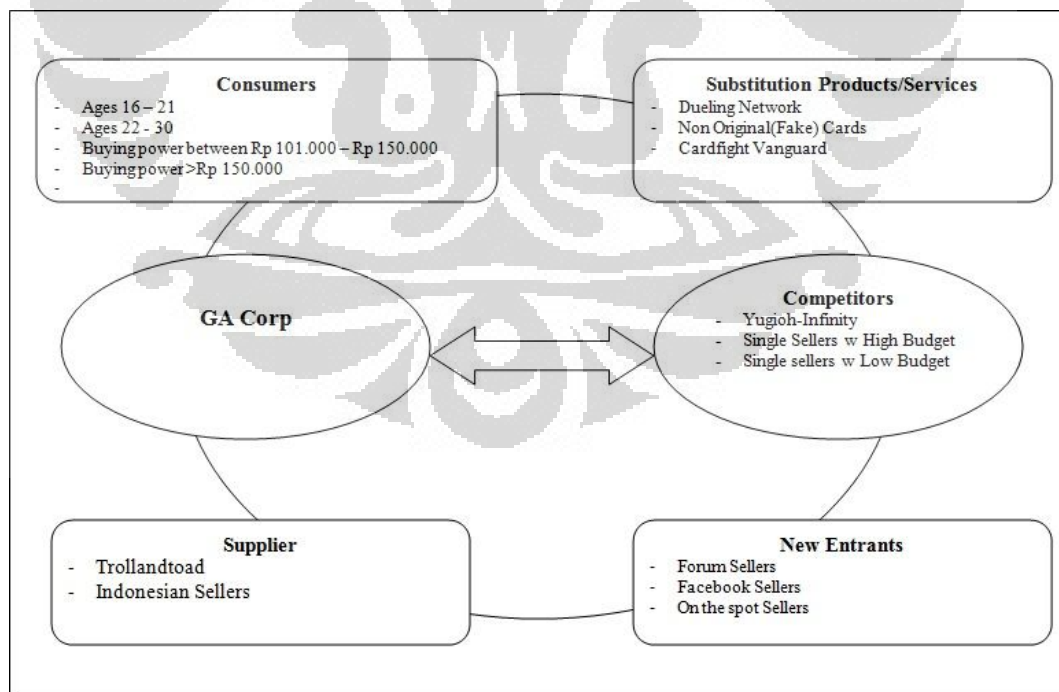 Consumers
- Ages 16 – 21
- Ages 22 - 30
- Buying power between Rp 101.000 – Rp 150.000
- Buying power >Rp 150.000
-
Substitution Products/Services
- Dueling Network
- Non Original(Fake) Cards
- Cardfight Vanguard
GA Corp
Competitors
- Yugioh-Infinity
- Single Sellers w High Budget
- Single sellers w Low Budget
Supplier
- Trollandtoad
- Indonesian Sellers
New Entrants
- Forum Sellers
- Facebook Sellers
- On the spot Sellers